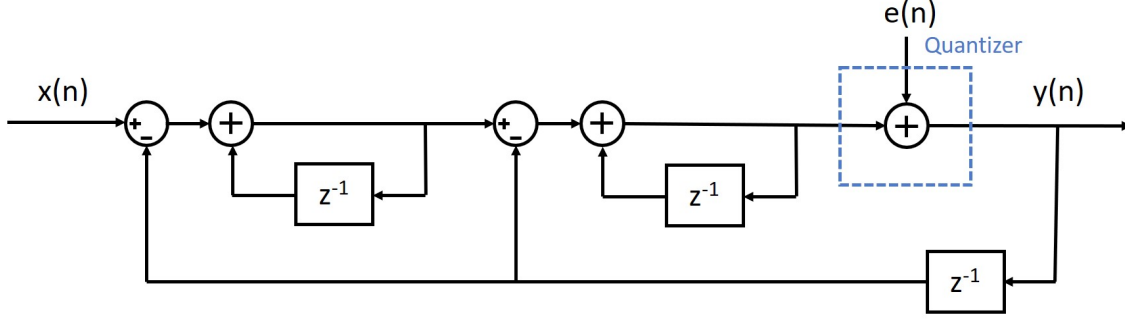 e(n)
Quantizer
x(n)
y(n)
+
-
+
+
-
+
+
z-1
z-1
z-1